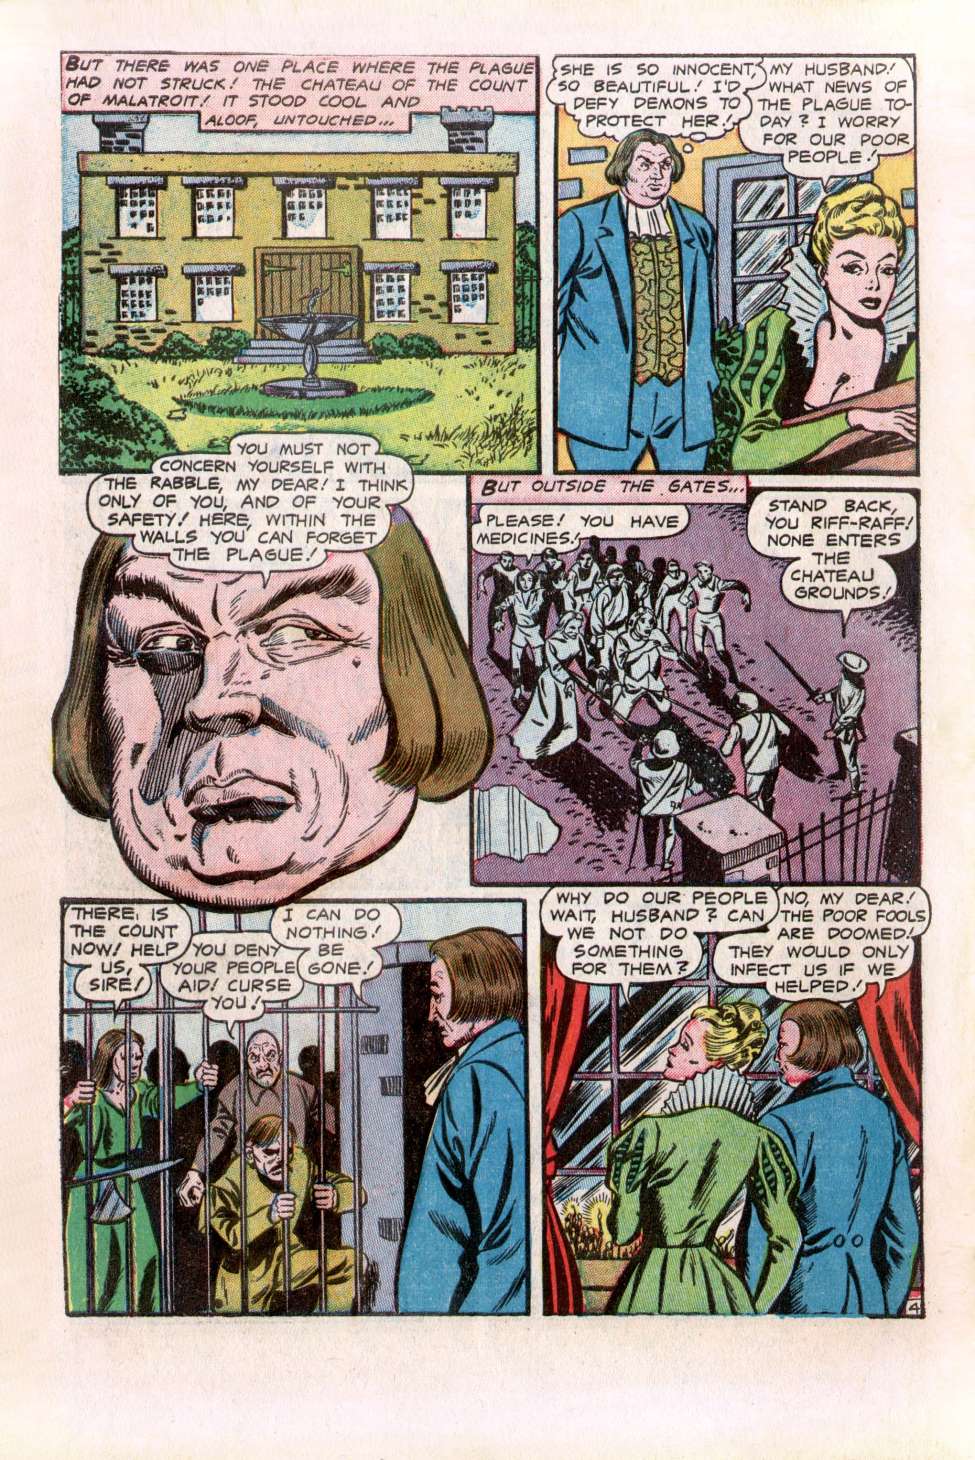 BUT THERE WAS ONE PLACE WHERE THE PLAGUE
HAD NOT STRUCK! THE CHATEAU OF THE COUNT
OF MALATROIT! IT STOOD COOL AND
ALOOF, UNTOUCHED...
SHE IS SO INNOCENT,
SO BEAUTIFUL! I'D
DEFY DEMONS TO
PROTECT HER!
MY HUSBAND!
WHAT NEWS OF
THE PLAGUE TO-
DAY? I WORRY
FOR OUR POOR
PEOPLE!
YOU MUST NOT
CONCERN YOURSELF WITH
THE RABBLE, MY DEAR! I THINK
ONLY OF YOU, AND OF YOUR
SAFETY! HERE, WITHIN THE
WALLS YOU CAN FORGET
THE PLAGUE!
BUT OUTSIDE THE GATES...
PLEASE! YOU HAVE
MEDICINES!
STAND BACK,
YOU RIFF-RAFF!
NONE ENTERS
THE
CHATEAU
GROUNDS!
THERE IS
THE COUNT
NOW! HELP
US,
SIRE!
YOU DENY
YOUR PEOPLE
AID! CURSE
YOU!
I CAN DO
NOTHING!
BE
GONE!
WHY DO OUR PEOPLE
WAIT, HUSBAND? CAN
WE NOT DO
SOMETHING
FOR THEM?
NO, MY DEAR!
THE POOR FOOLS
ARE DOOMED!
THEY WOULD ONLY
INFECT US IF WE
HELPED!
4